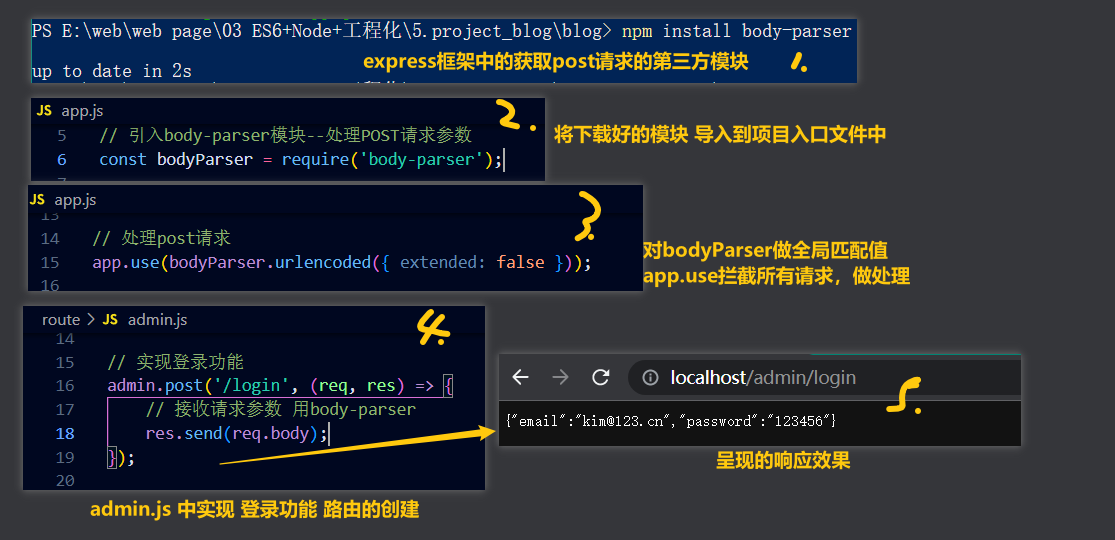 PS E:\web\web page\03 ES6+Node+工程化\5.project_blog\blog> npm install body-parser
express框架中的获取post请求的第三方模块
1.
up to date in 2s
2.
JS app.js
5 // 引入body-parser模块--处理POST请求参数
6 const bodyParser = require('body-parser');
将下载好的模块 导入到项目入口文件中
3.
JS app.js
13
14 // 处理post请求
15 app.use(bodyParser.urlencoded({ extended: false }));
16
对bodyParser做全局匹配值
app.use拦截所有请求，做处理
4.
route > JS admin.js
14
15 // 实现登录功能
16 admin.post('/login', (req, res) => {
17 // 接收请求参数 用body-parser
18 res.send(req.body);
19 });
20
admin.js 中实现 登录功能 路由的创建
localhost/admin/login
5.
{"email":"kim@123.cn","password":"123456"}
呈现的响应效果